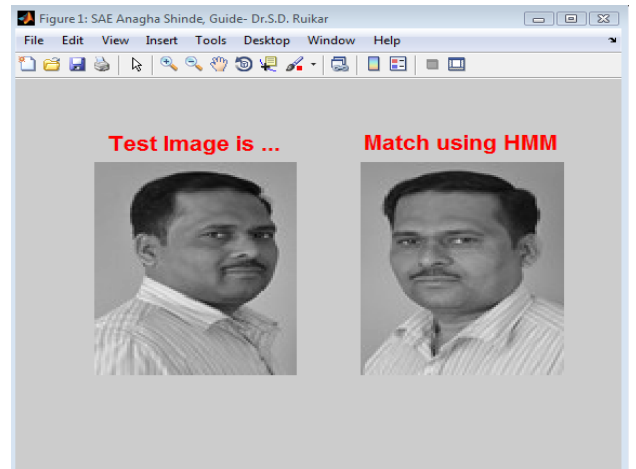 Figure 1: SAE Anagha Shinde, Guide- Dr.S.D. Ruikar
File Edit View Insert Tools Desktop Window Help
Test Image is ... Match using HMM